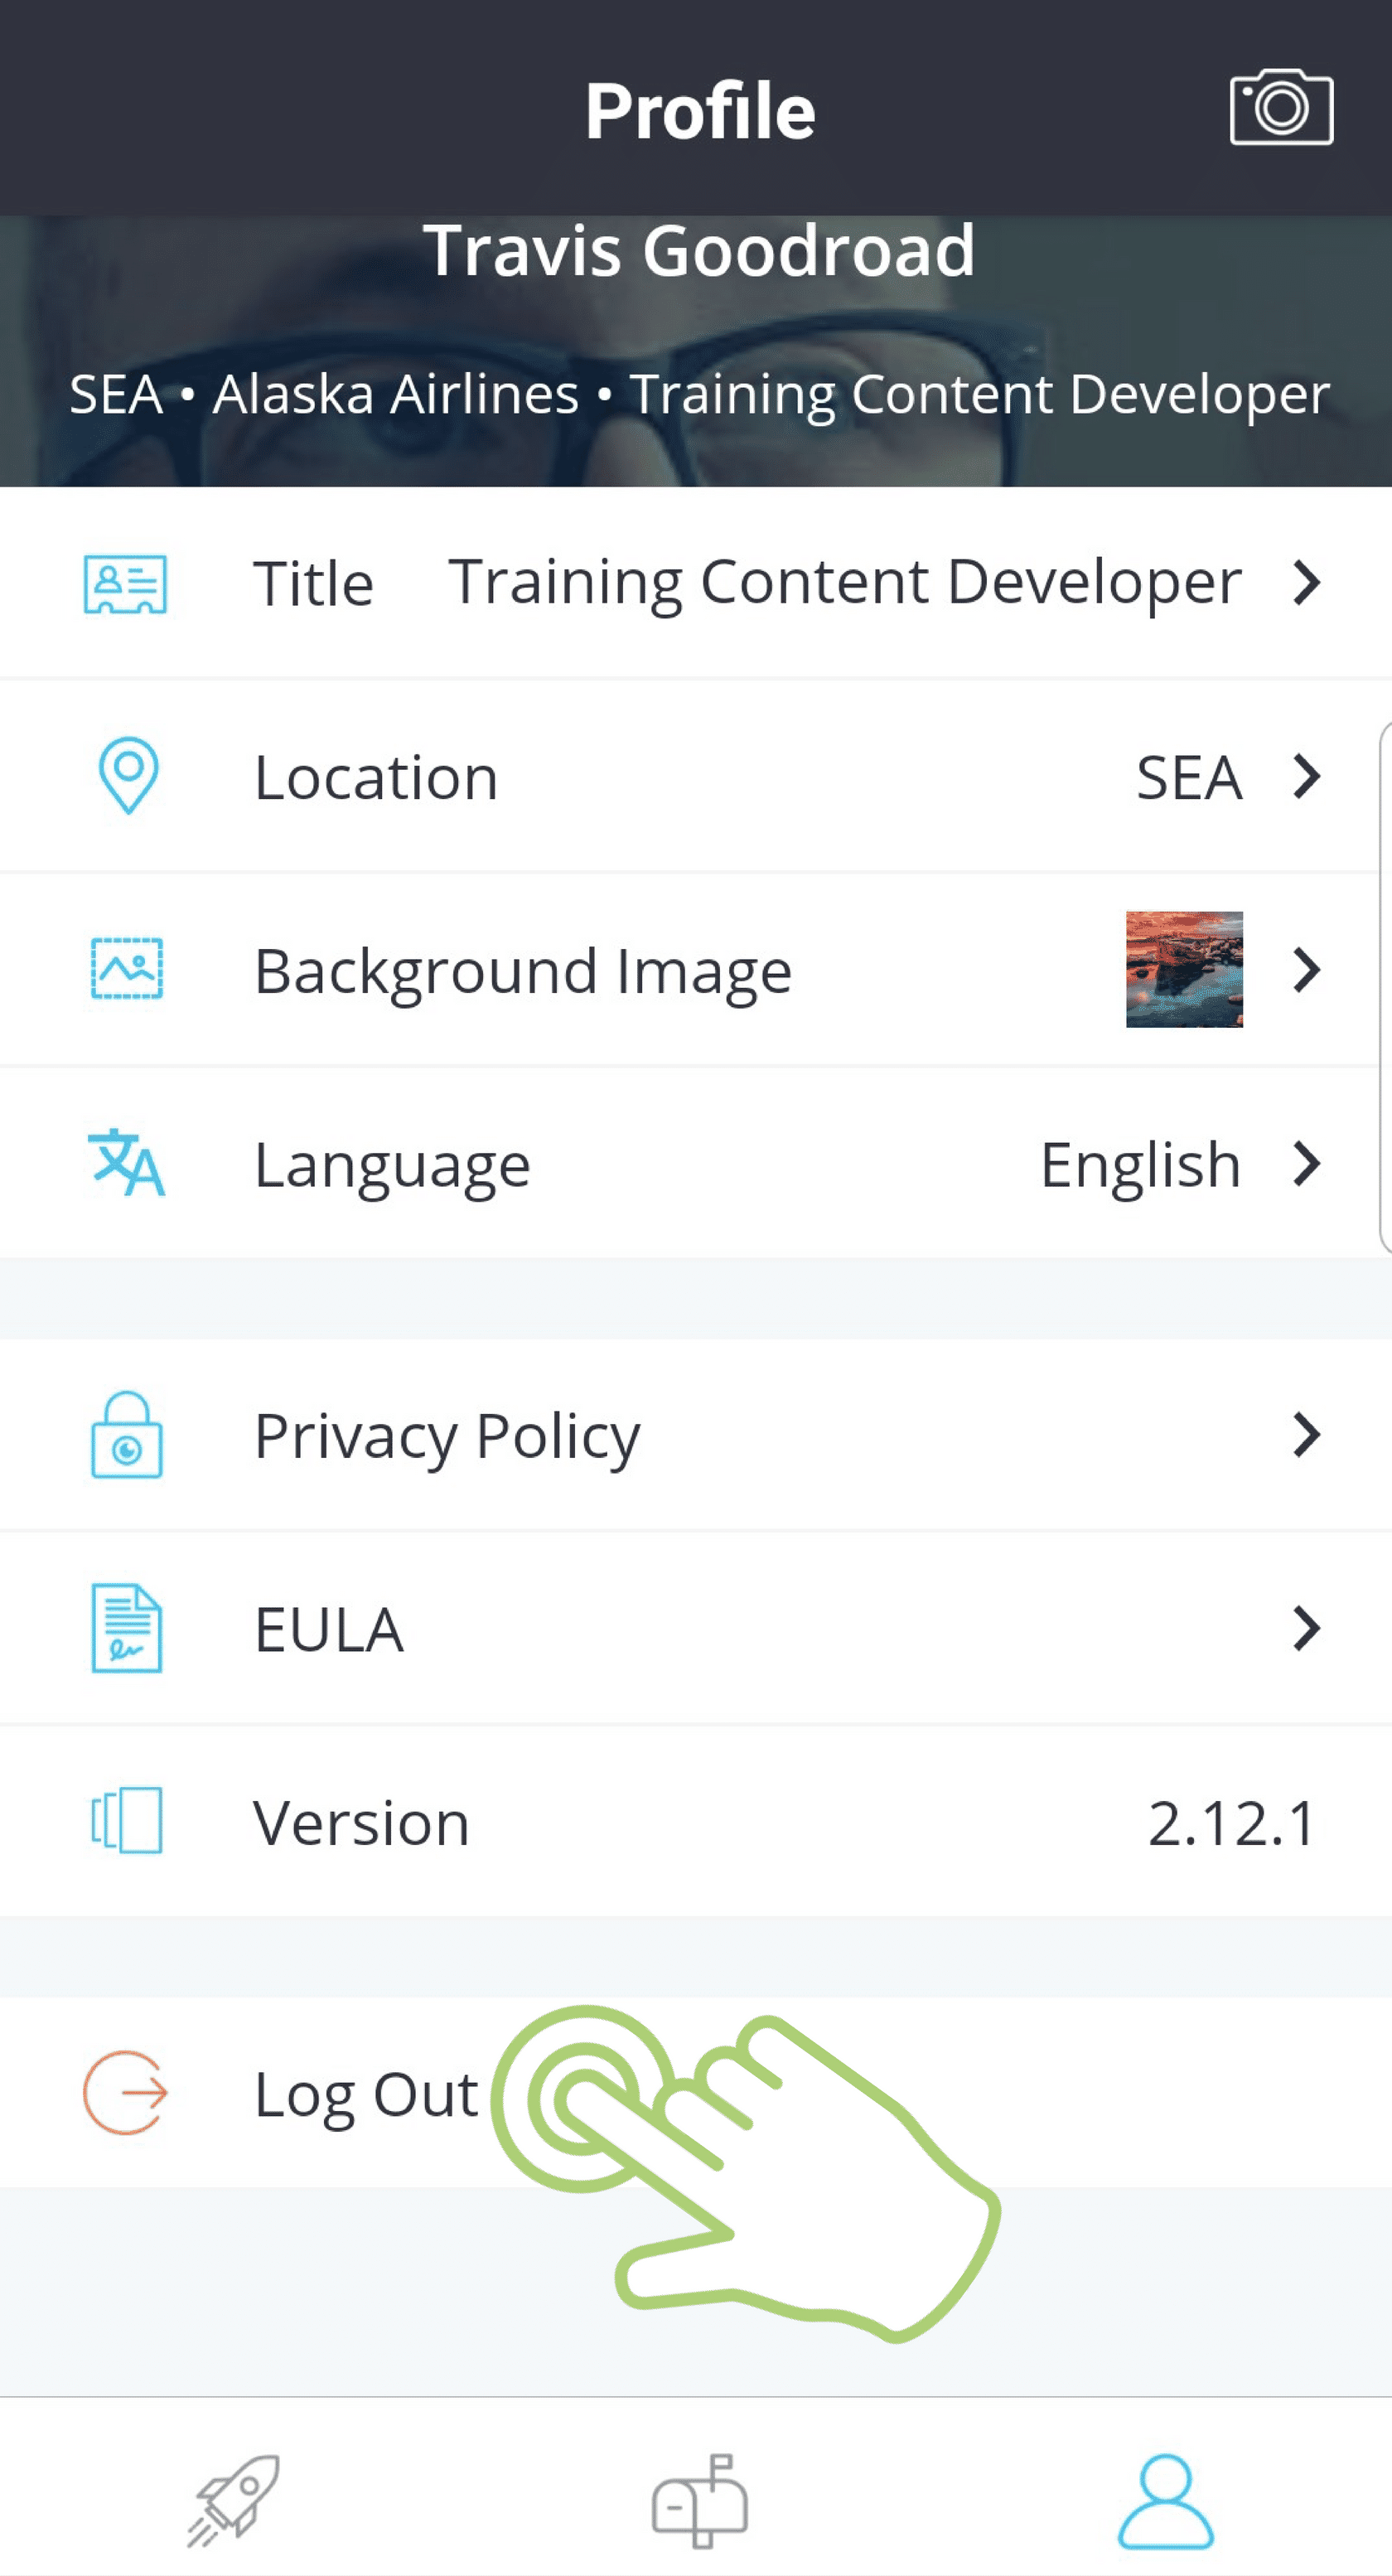 Profile
Travis Goodroad
SEA • Alaska Airlines • Training Content Developer
Title Training Content Developer
Location SEA
Background Image
Language English
Privacy Policy
EULA
Version 2.12.1
Log Out